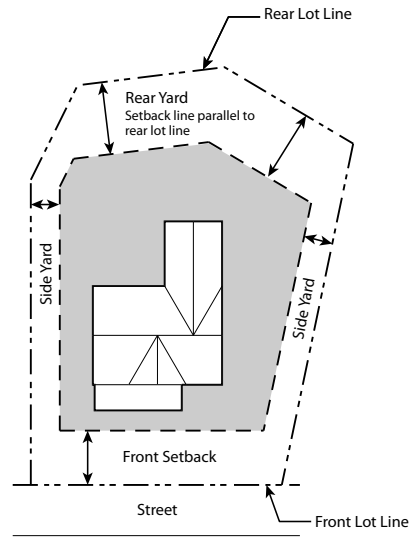 Rear Lot Line
Rear Yard
Setback line parallel to
rear lot line
Side Yard
Side Yard
Front Setback
Street
Front Lot Line